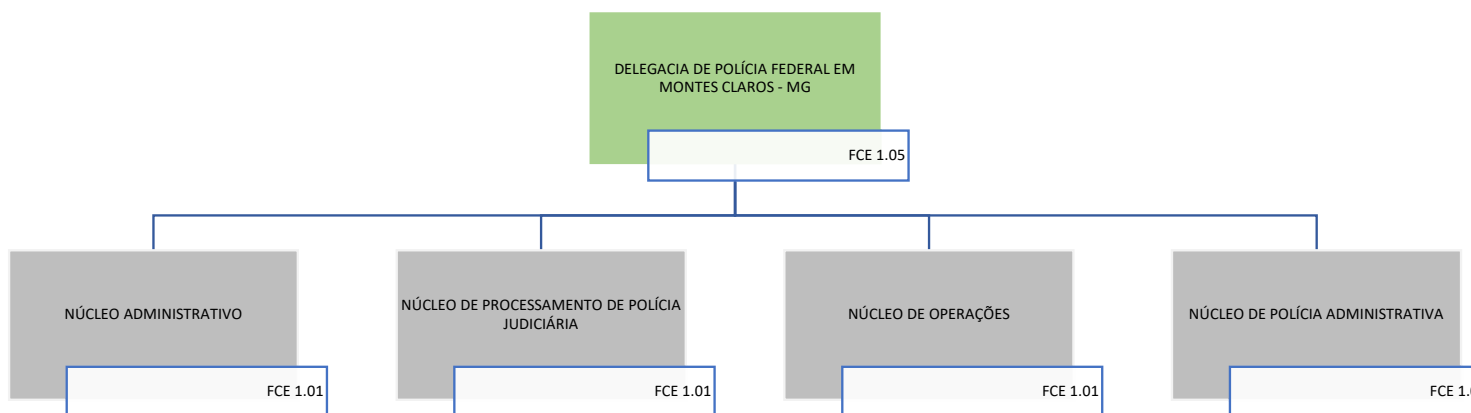 DELEGACIA DE POLÍCIA FEDERAL EM
MONTES CLAROS - MG
FCE 1.05
NÚCLEO ADMINISTRATIVO
FCE 1.01
NÚCLEO DE PROCESSAMENTO DE POLÍCIA
JUDICIÁRIA
FCE 1.01
NÚCLEO DE OPERAÇÕES
FCE 1.01
NÚCLEO DE POLÍCIA ADMINISTRATIVA
FCE